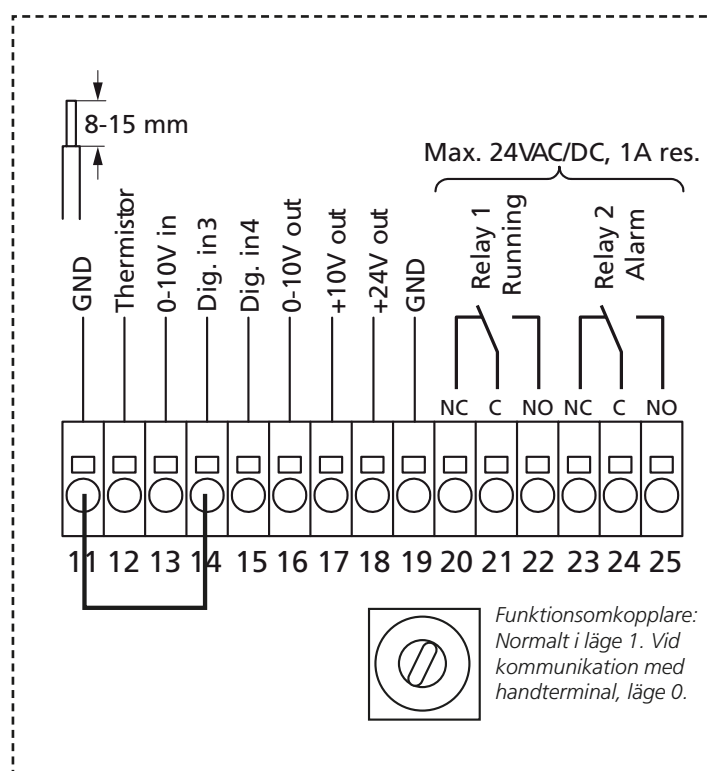 8-15 mm
Max. 24VAC/DC, 1A res.
GND
Thermistor
0-10V in
Dig. in3
Dig. in4
0-10V out
+10V out
+24V out
GND
Relay 1
Running
Relay 2
Alarm
NC C NO NC C NO
11 12 13 14 15 16 17 18 19 20 21 22 23 24 25
Funktionsomkopplare:
Normalt i läge 1. Vid
kommunikation med
handterminal, läge 0.